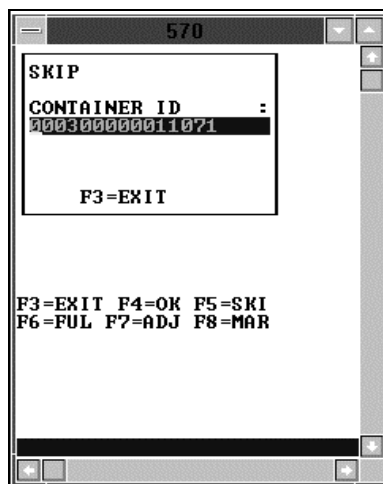 570
SKIP
CONTAINER ID :
000300000011071
F3=EXIT
F3=EXIT F4=OK F5=SKI
F6=FUL F7=ADJ F8=MAR